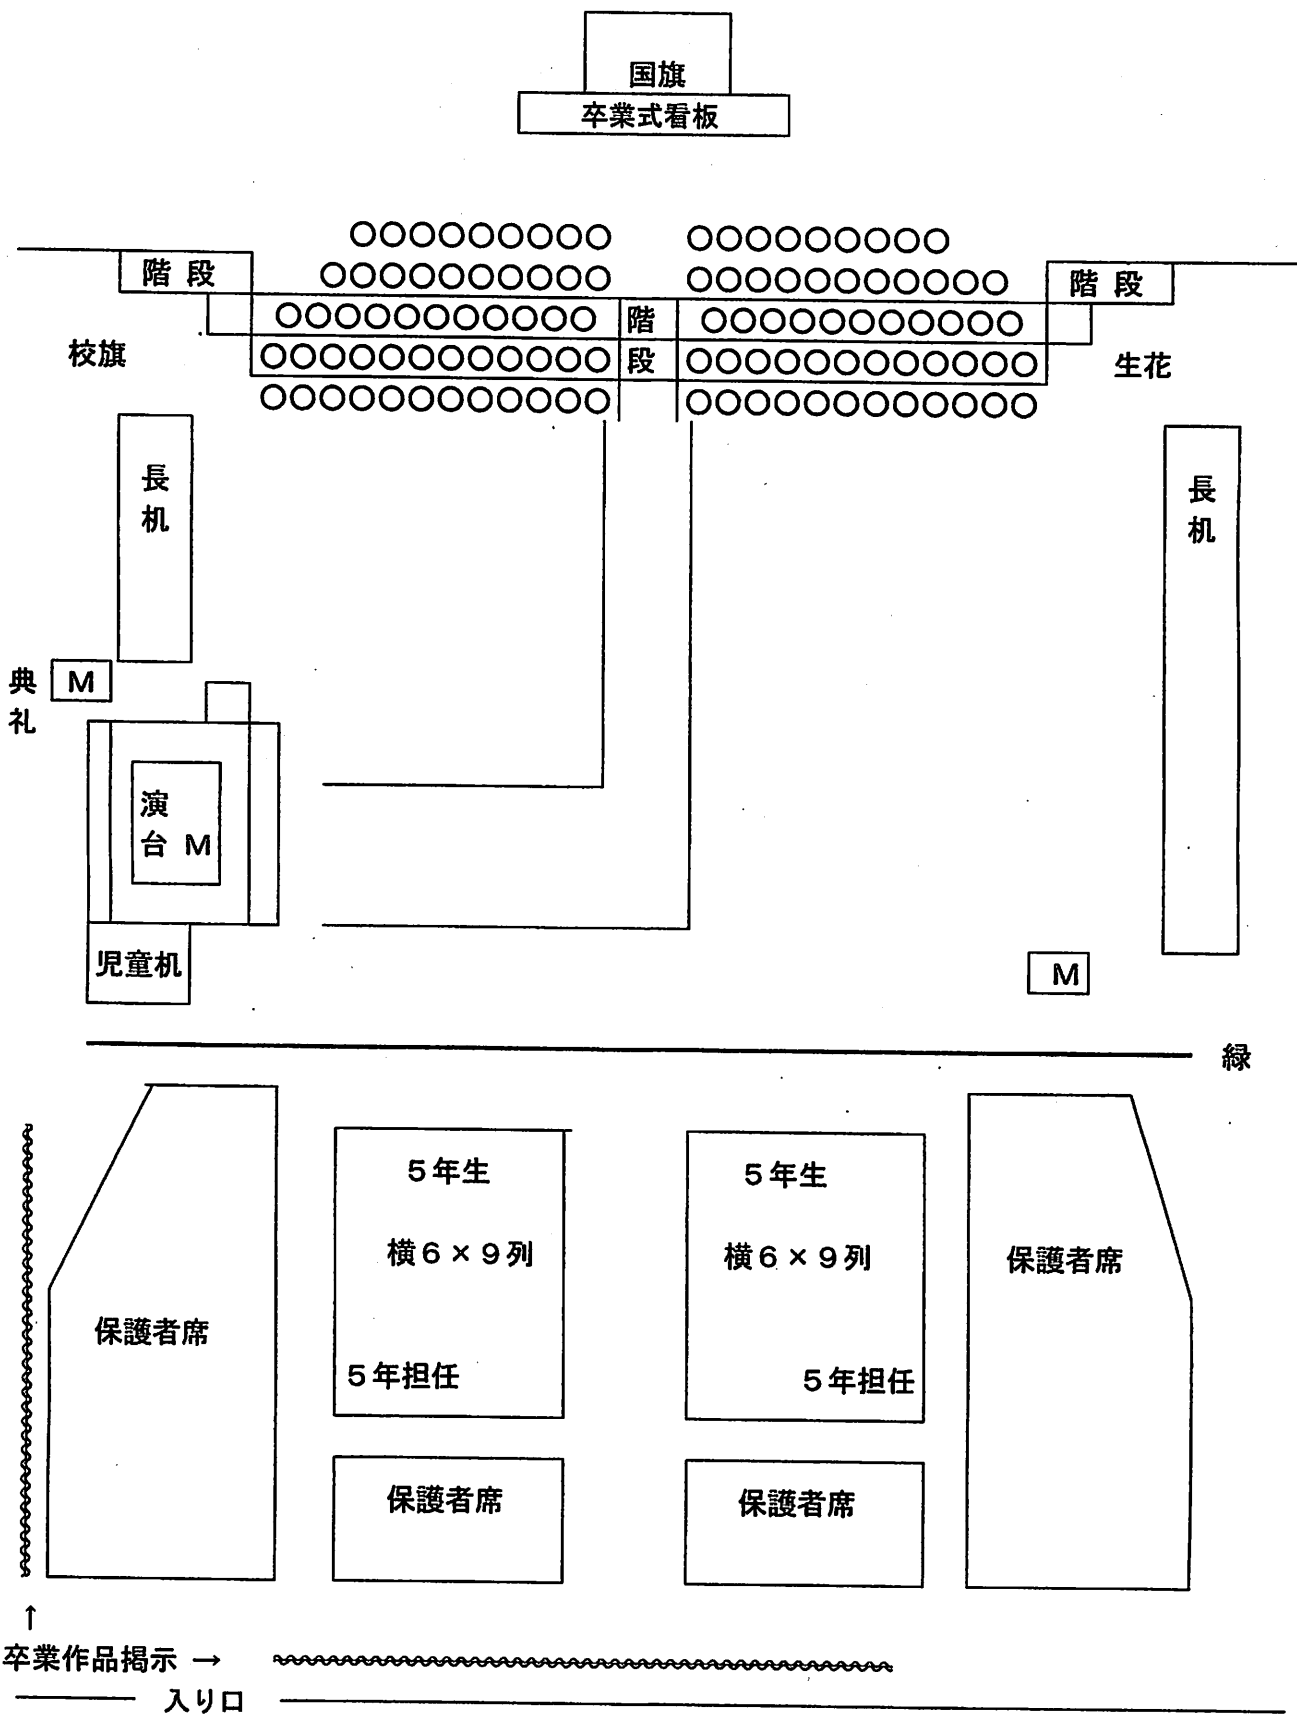 国旗
卒業式看板
階 段
階 段
階
段
校旗
生花
長
机
長
机
典
礼
M
演
台 M
児童机
M
緑
5年生
横6×9列
5年担任
5年生
横6×9列
5年担任
保護者席
保護者席
保護者席
保護者席
↑
卒業作品掲示 →
入り口